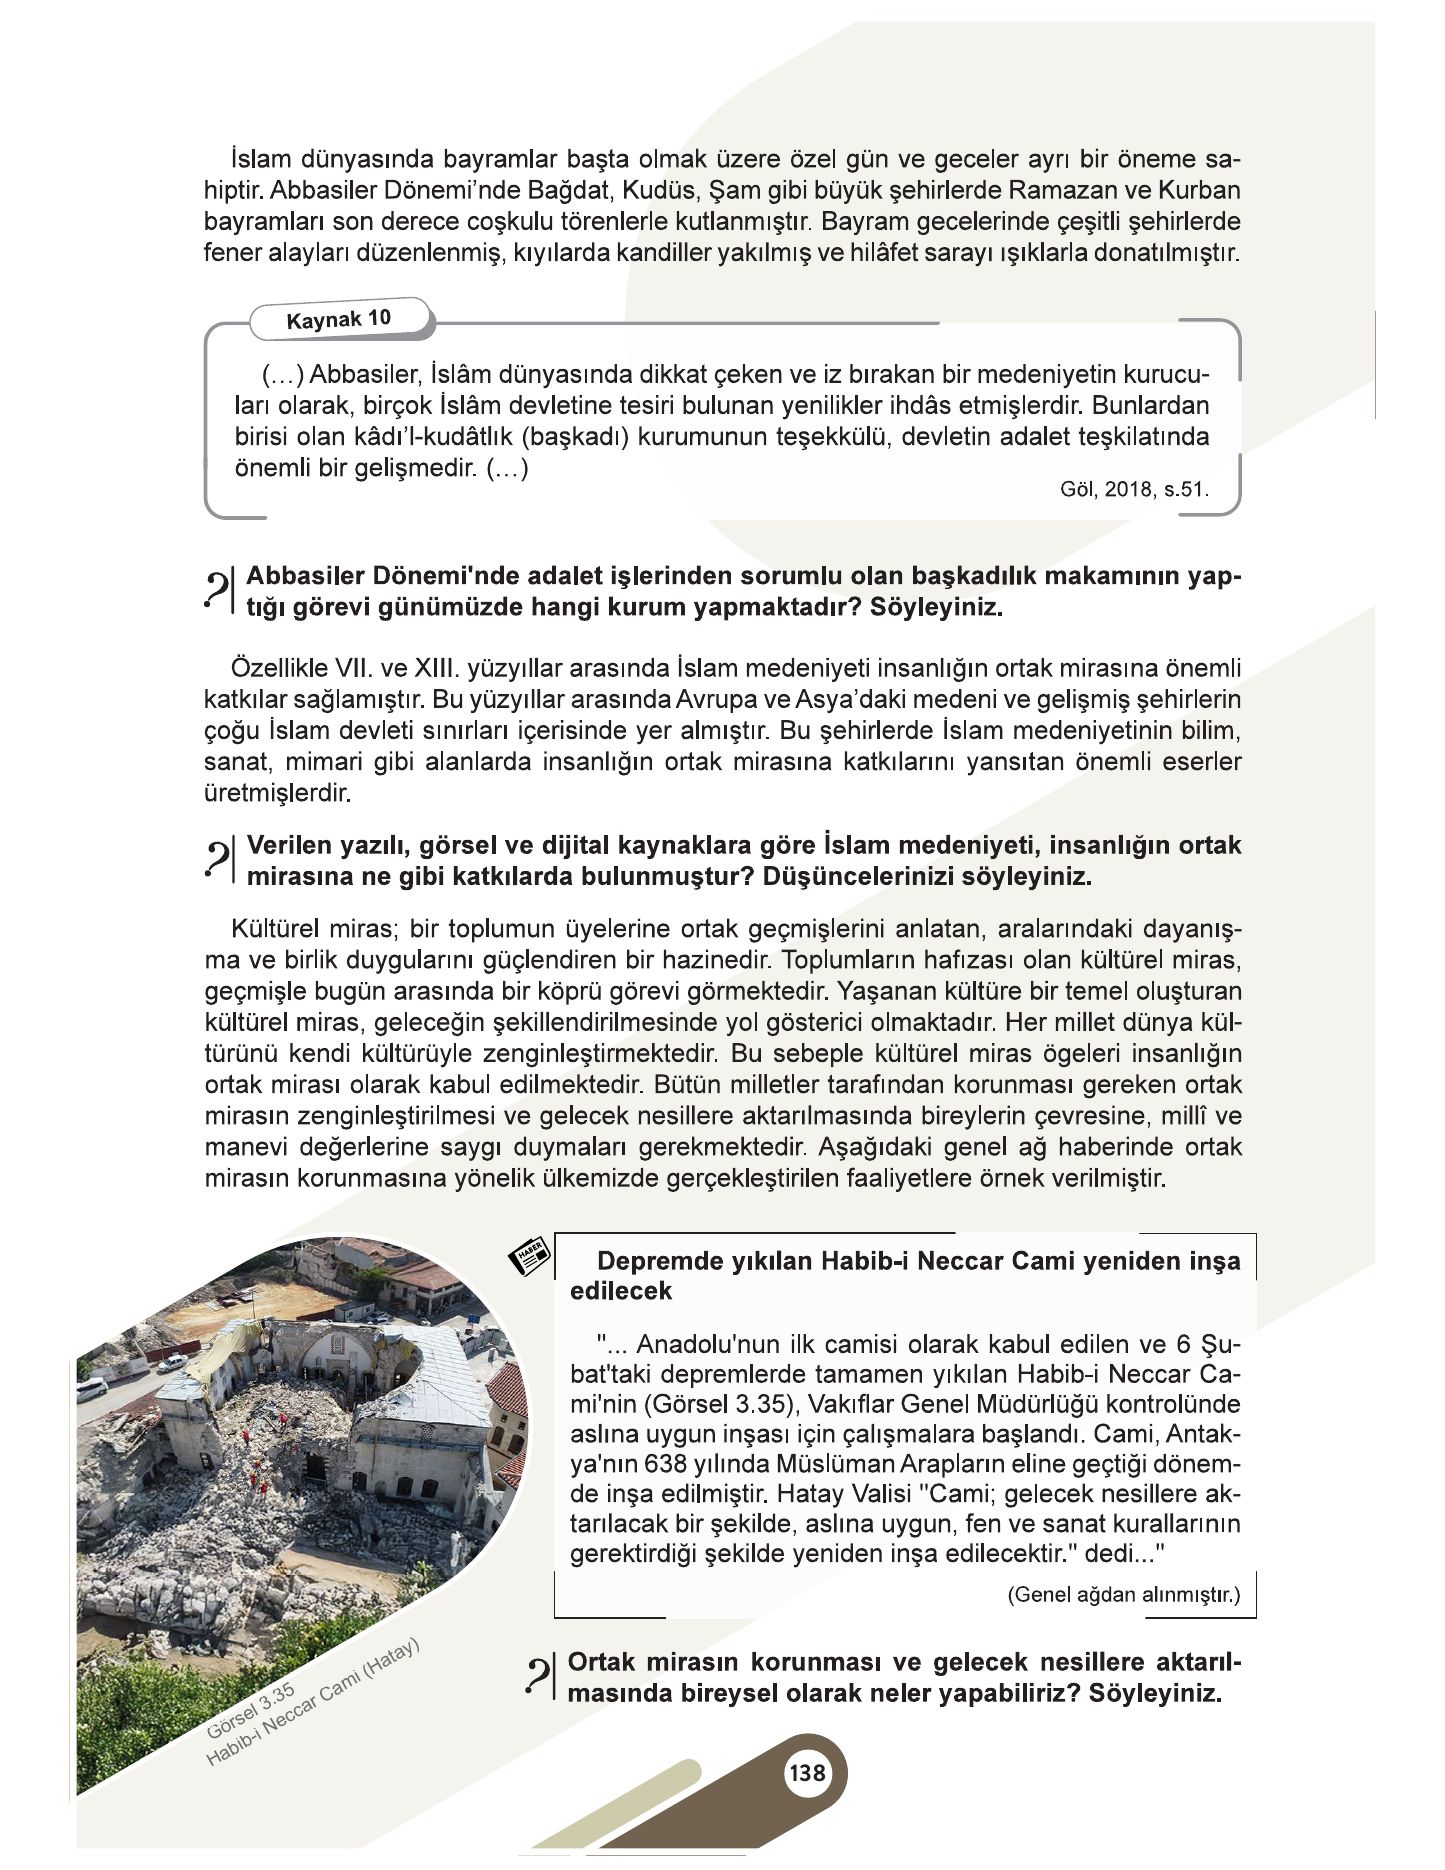 İslam dünyasında bayramlar başta olmak üzere özel gün ve geceler ayrı bir öneme sa-
hiptir. Abbasiler Dönemi’nde Bağdat, Kudüs, Şam gibi büyük şehirlerde Ramazan ve Kurban
bayramları son derece coşkulu törenlerle kutlanmıştır. Bayram gecelerinde çeşitli şehirlerde
fener alayları düzenlenmiş, kıyılarda kandiller yakılmış ve hilâfet sarayı ışıklarla donatılmıştır.
Kaynak 10
(…) Abbasiler, İslâm dünyasında dikkat çeken ve iz bırakan bir medeniyetin kurucu-
ları olarak, birçok İslâm devletine tesiri bulunan yenilikler ihdâs etmişlerdir. Bunlardan
birisi olan kâdı’l-kudâtlık (başkadı) kurumunun teşekkülü, devletin adalet teşkilatında
önemli bir gelişmedir. (…)
Göl, 2018, s.51.
? Abbasiler Dönemi'nde adalet işlerinden sorumlu olan başkadılık makamının yap-
tığı görevi günümüzde hangi kurum yapmaktadır? Söyleyiniz.
Özellikle VII. ve XIII. yüzyıllar arasında İslam medeniyeti insanlığın ortak mirasına önemli
katkılar sağlamıştır. Bu yüzyıllar arasında Avrupa ve Asya’daki medeni ve gelişmiş şehirlerin
çoğu İslam devleti sınırları içerisinde yer almıştır. Bu şehirlerde İslam medeniyetinin bilim,
sanat, mimari gibi alanlarda insanlığın ortak mirasına katkılarını yansıtan önemli eserler
üretmişlerdir.
? Verilen yazılı, görsel ve dijital kaynaklara göre İslam medeniyeti, insanlığın ortak
mirasına ne gibi katkılarda bulunmuştur? Düşüncelerinizi söyleyiniz.
Kültürel miras; bir toplumun üyelerine ortak geçmişlerini anlatan, aralarındaki dayanış-
ma ve birlik duygularını güçlendiren bir hazinedir. Toplumların hafızası olan kültürel miras,
geçmişle bugün arasında bir köprü görevi görmektedir. Yaşanan kültüre bir temel oluşturan
kültürel miras, geleceğin şekillendirilmesinde yol gösterici olmaktadır. Her millet dünya kül-
türünü kendi kültürüyle zenginleştirmektedir. Bu sebeple kültürel miras ögeleri insanlığın
ortak mirası olarak kabul edilmektedir. Bütün milletler tarafından korunması gereken ortak
mirasın zenginleştirilmesi ve gelecek nesillere aktarılmasında bireylerin çevresine, millî ve
manevi değerlerine saygı duymaları gerekmektedir. Aşağıdaki genel ağ haberinde ortak
mirasın korunmasına yönelik ülkemizde gerçekleştirilen faaliyetlere örnek verilmiştir.
HABER
Depremde yıkılan Habib-i Neccar Cami yeniden inşa
edilecek
"... Anadolu'nun ilk camisi olarak kabul edilen ve 6 Şu-
bat'taki depremlerde tamamen yıkılan Habib-i Neccar Ca-
mi'nin (Görsel 3.35), Vakıflar Genel Müdürlüğü kontrolünde
aslına uygun inşası için çalışmalara başlandı. Cami, Antak-
ya'nın 638 yılında Müslüman Arapların eline geçtiği dönem-
de inşa edilmiştir. Hatay Valisi "Cami; gelecek nesillere ak-
tarılacak bir şekilde, aslına uygun, fen ve sanat kurallarının
gerektirdiği şekilde yeniden inşa edilecektir." dedi..."
(Genel ağdan alınmıştır.)
Görsel 3.35
Habib-i Neccar Cami (Hatay)
? Ortak mirasın korunması ve gelecek nesillere aktarıl-
masında bireysel olarak neler yapabiliriz? Söyleyiniz.
138